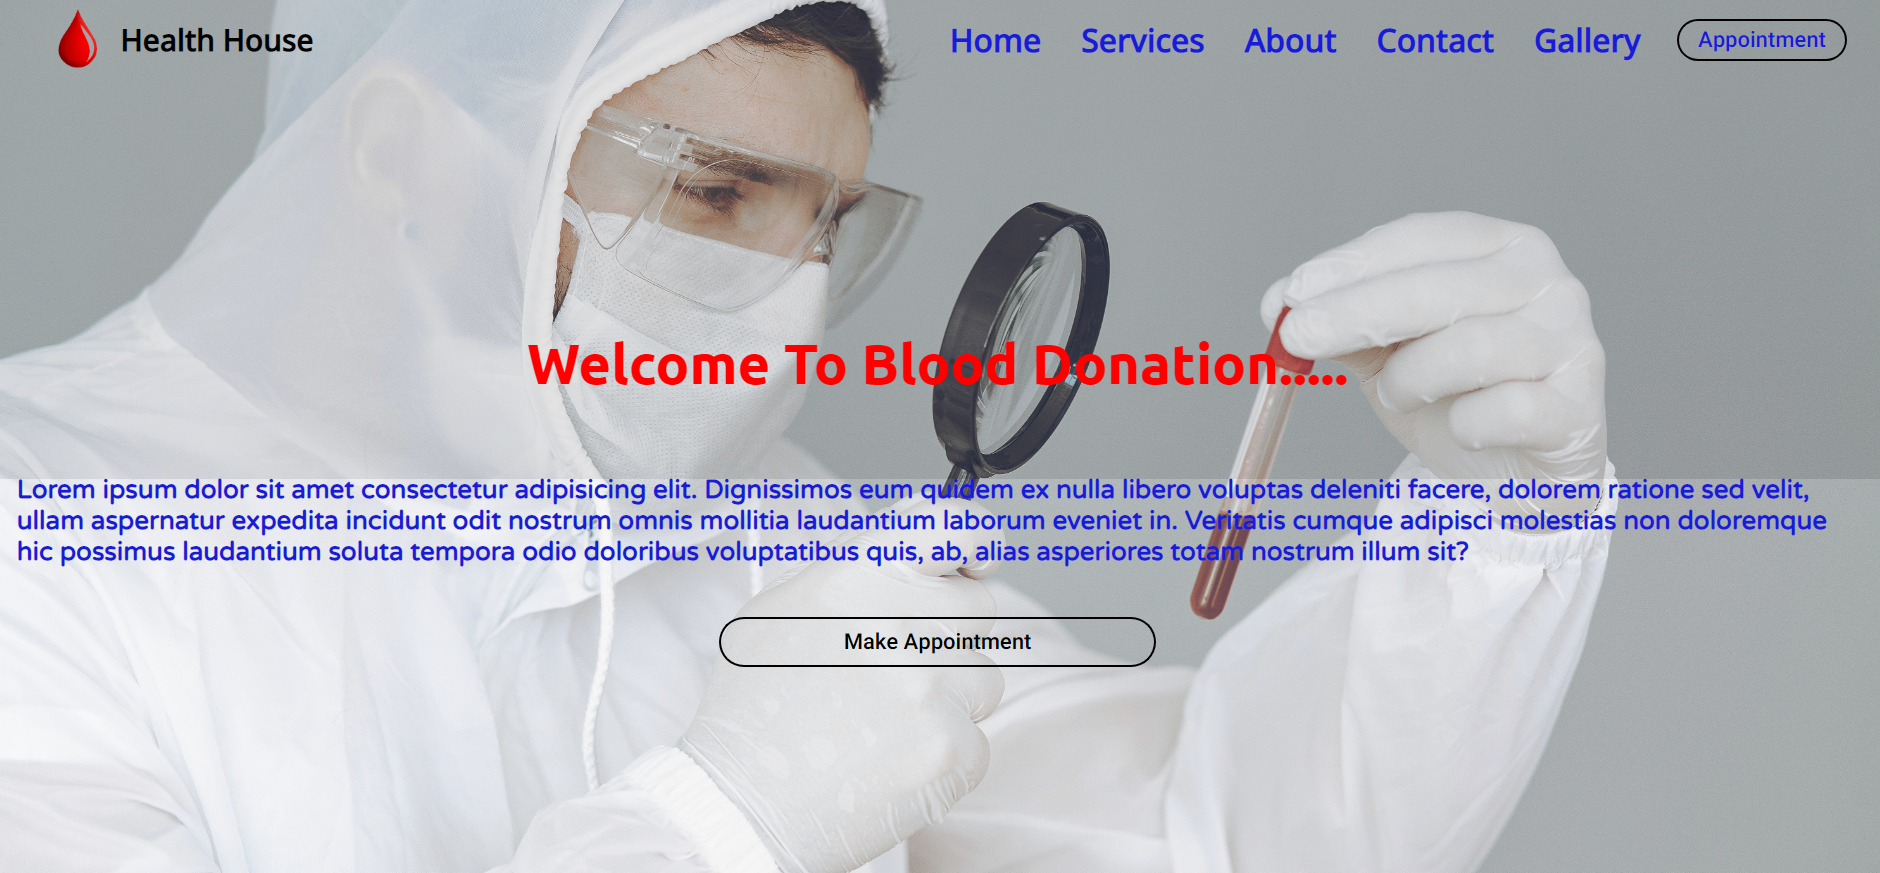 Health House
Home Services About Contact Gallery Appointment
Welcome To Blood Donation.....
Lorem ipsum dolor sit amet consectetur adipisicing elit. Dignissimos eum quidem ex nulla libero voluptas deleniti facere, dolorem ratione sed velit,
ullam aspernatur expedita incidunt odit nostrum omnis mollitia laudantium laborum eveniet in. Veritatis cumque adipisci molestias non doloremque
hic possimus laudantium soluta tempora odio doloribus voluptatibus quis, ab, alias asperiores totam nostrum illum sit?
Make Appointment